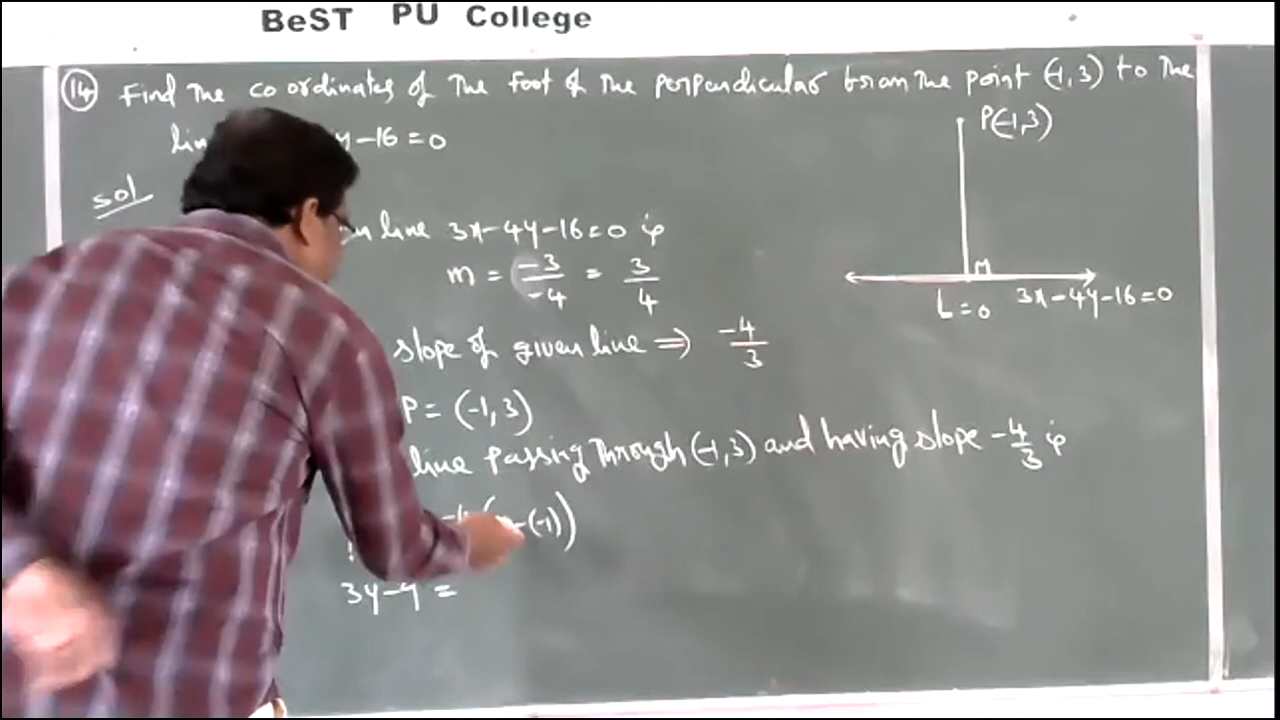 BeST PU College
14 Find The co ordinates of The foot of The perpendicular from The point (-1, 3) to The
y-16=0
P(-1,3)
sol
line 3x-4y-16=0 is
m = -3/-4 = 3/4
M
L=0 3x-4y-16=0
slope of given line ⇒ -4/3
P = (-1, 3)
line passing Through (-1, 3) and having slope -4/3 is
-(-1))
3y-9 =